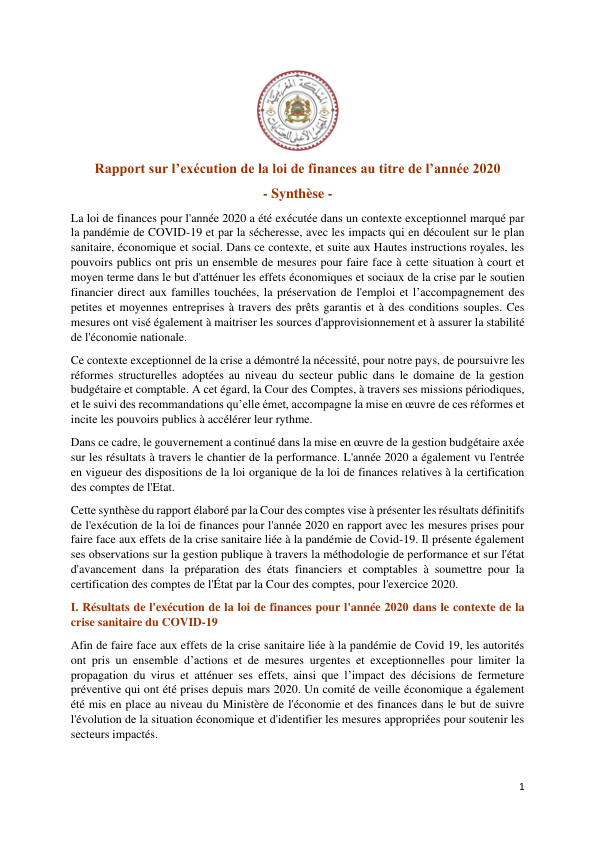 Rapport sur l’exécution de la loi de finances au titre de l’année 2020
- Synthèse -
La loi de finances pour l'année 2020 a été exécutée dans un contexte exceptionnel marqué par
la pandémie de COVID-19 et par la sécheresse, avec les impacts qui en découlent sur le plan
sanitaire, économique et social. Dans ce contexte, et suite aux Hautes instructions royales, les
pouvoirs publics ont pris un ensemble de mesures pour faire face à cette situation à court et
moyen terme dans le but d'atténuer les effets économiques et sociaux de la crise par le soutien
financier direct aux familles touchées, la préservation de l'emploi et l’accompagnement des
petites et moyennes entreprises à travers des prêts garantis et à des conditions souples. Ces
mesures ont visé également à maitriser les sources d'approvisionnement et à assurer la stabilité
de l'économie nationale.
Ce contexte exceptionnel de la crise a démontré la nécessité, pour notre pays, de poursuivre les
réformes structurelles adoptées au niveau du secteur public dans le domaine de la gestion
budgétaire et comptable. A cet égard, la Cour des Comptes, à travers ses missions périodiques,
et le suivi des recommandations qu’elle émet, accompagne la mise en œuvre de ces réformes et
incite les pouvoirs publics à accélérer leur rythme.
Dans ce cadre, le gouvernement a continué dans la mise en œuvre de la gestion budgétaire axée
sur les résultats à travers le chantier de la performance. L'année 2020 a également vu l'entrée
en vigueur des dispositions de la loi organique de la loi de finances relatives à la certification
des comptes de l'Etat.
Cette synthèse du rapport élaboré par la Cour des comptes vise à présenter les résultats définitifs
de l'exécution de la loi de finances pour l'année 2020 en rapport avec les mesures prises pour
faire face aux effets de la crise sanitaire liée à la pandémie de Covid-19. Il présente également
ses observations sur la gestion publique à travers la méthodologie de performance et sur l'état
d'avancement dans la préparation des états financiers et comptables à soumettre pour la
certification des comptes de l'État par la Cour des comptes, pour l'exercice 2020.
I. Résultats de l'exécution de la loi de finances pour l'année 2020 dans le contexte de la
crise sanitaire du COVID-19
Afin de faire face aux effets de la crise sanitaire liée à la pandémie de Covid 19, les autorités
ont pris un ensemble d’actions et de mesures urgentes et exceptionnelles pour limiter la
propagation du virus et atténuer ses effets, ainsi que l’impact des décisions de fermeture
préventive qui ont été prises depuis mars 2020. Un comité de veille économique a également
été mis en place au niveau du Ministère de l'économie et des finances dans le but de suivre
l'évolution de la situation économique et d'identifier les mesures appropriées pour soutenir les
secteurs impactés.
1